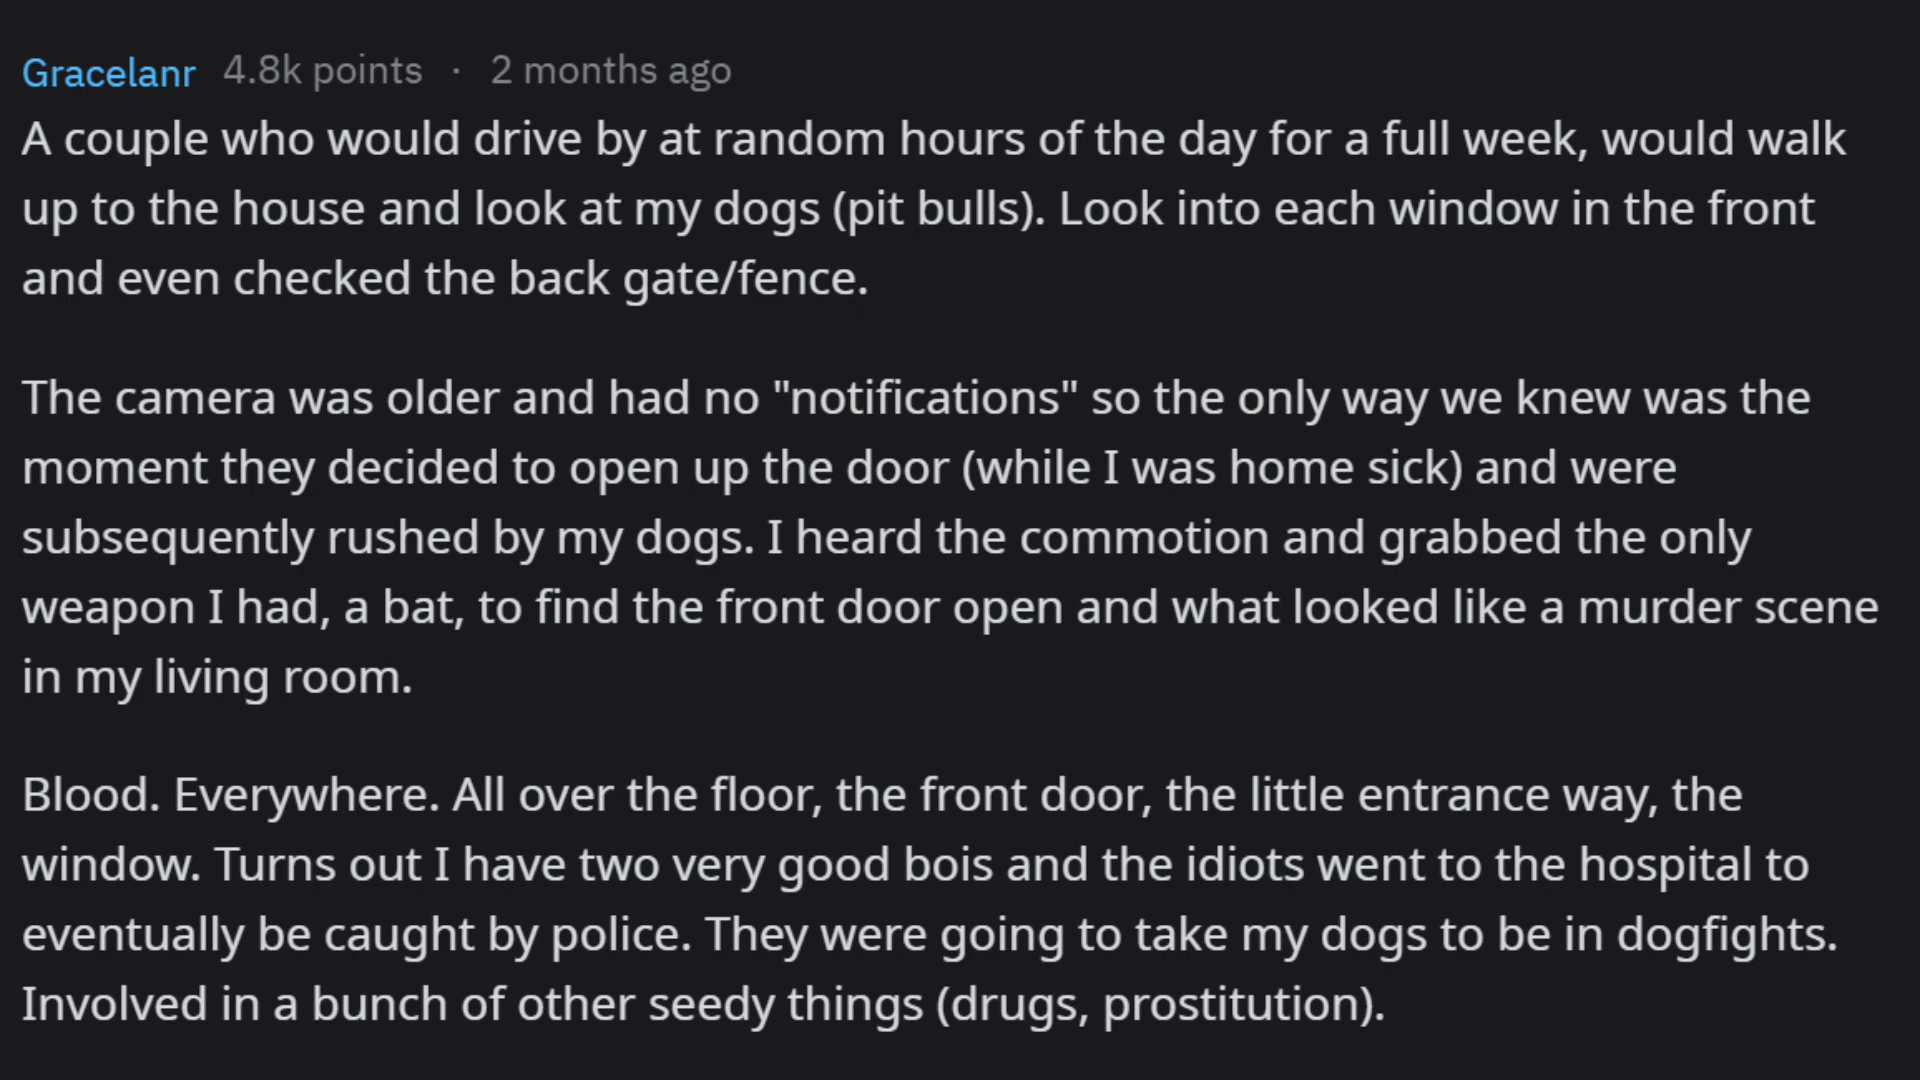 Gracelanr 4.8k points · 2 months ago
A couple who would drive by at random hours of the day for a full week, would walk
up to the house and look at my dogs (pit bulls). Look into each window in the front
and even checked the back gate/fence.
The camera was older and had no "notifications" so the only way we knew was the
moment they decided to open up the door (while I was home sick) and were
subsequently rushed by my dogs. I heard the commotion and grabbed the only
weapon I had, a bat, to find the front door open and what looked like a murder scene
in my living room.
Blood. Everywhere. All over the floor, the front door, the little entrance way, the
window. Turns out I have two very good bois and the idiots went to the hospital to
eventually be caught by police. They were going to take my dogs to be in dogfights.
Involved in a bunch of other seedy things (drugs, prostitution).